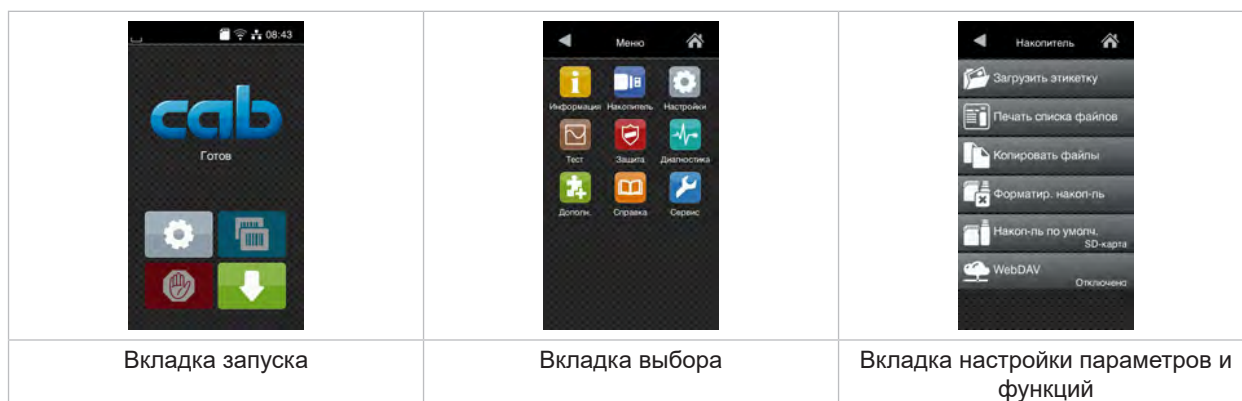 08:43
cab
Готов
Меню
Информация Накопитель Настройки
Тест Защита Диагностика
Дополн. Справка Сервис
Накопитель
Загрузить этикетку
Печать списка файлов
Копировать файлы
Форматир. накоп-ль
Накоп-ль по умолч.
SD-карта
WebDAV
Отключено
Вкладка запуска
Вкладка выбора
Вкладка настройки параметров и
функций